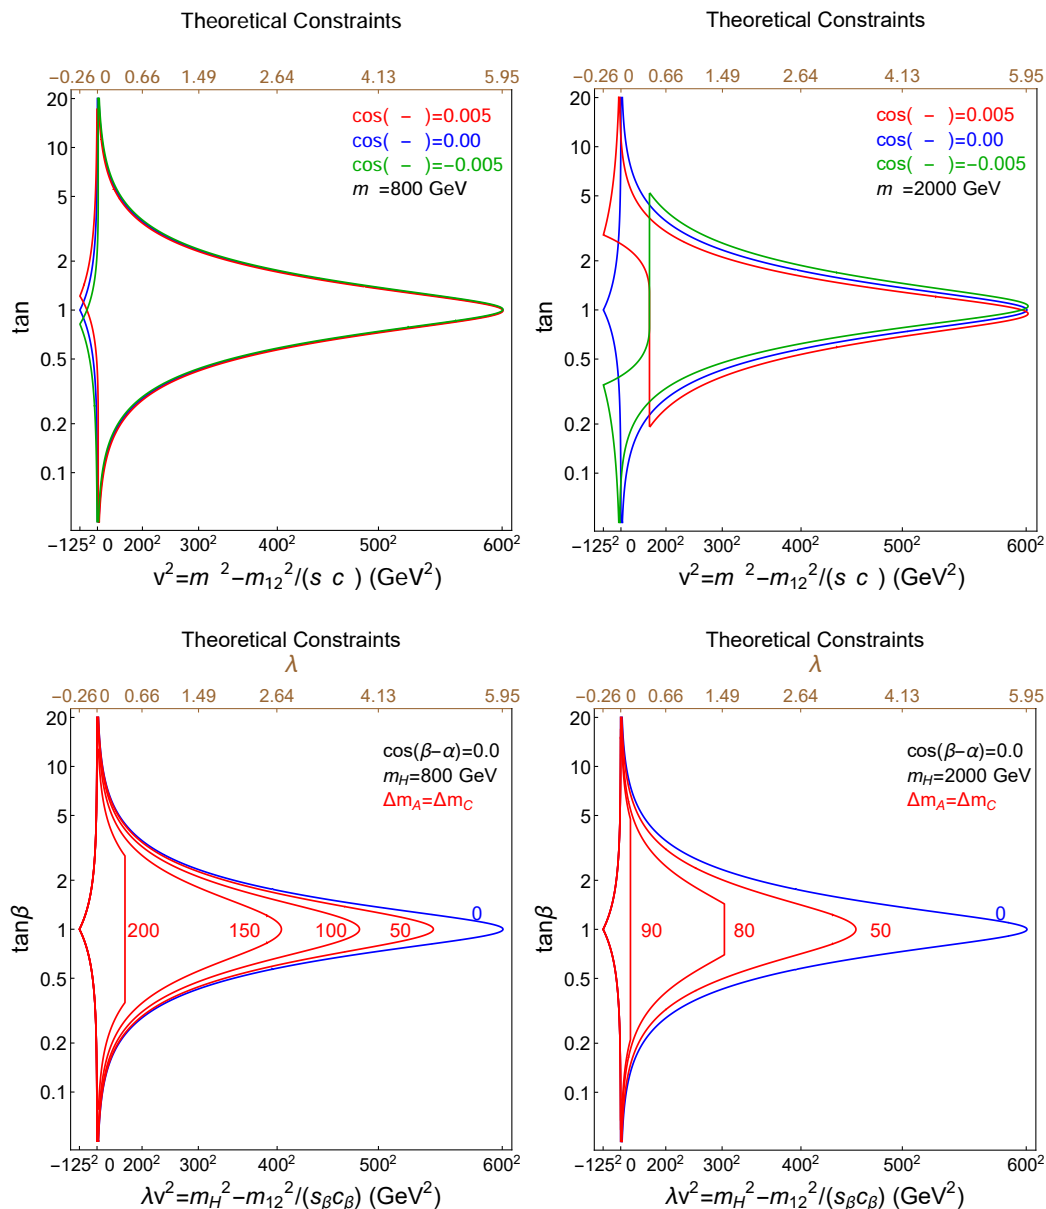 Theoretical Constraints
−0.26 0 0.66 1.49 2.64 4.13 5.95
20
10
5
2
1
0.5
0.2
0.1
tan
cos( − )=0.005
cos( − )=0.00
cos( − )=−0.005
m =800 GeV
−125² 0 200² 300² 400² 500² 600²
v²=m ²−m₁₂²/(s c ) (GeV²)
Theoretical Constraints
−0.26 0 0.66 1.49 2.64 4.13 5.95
20
10
5
2
1
0.5
0.2
0.1
tan
cos( − )=0.005
cos( − )=0.00
cos( − )=−0.005
m =2000 GeV
−125² 0 200² 300² 400² 500² 600²
v²=m ²−m₁₂²/(s c ) (GeV²)
Theoretical Constraints
λ
−0.26 0 0.66 1.49 2.64 4.13 5.95
20
10
5
2
1
0.5
0.2
0.1
tanβ
cos(β−α)=0.0
m_H=800 GeV
Δm_A=Δm_C
0
200 150 100 50
−125² 0 200² 300² 400² 500² 600²
λv²=m_H²−m₁₂²/(s_βc_β) (GeV²)
Theoretical Constraints
λ
−0.26 0 0.66 1.49 2.64 4.13 5.95
20
10
5
2
1
0.5
0.2
0.1
tanβ
cos(β−α)=0.0
m_H=2000 GeV
Δm_A=Δm_C
0
90 80 50
−125² 0 200² 300² 400² 500² 600²
λv²=m_H²−m₁₂²/(s_βc_β) (GeV²)